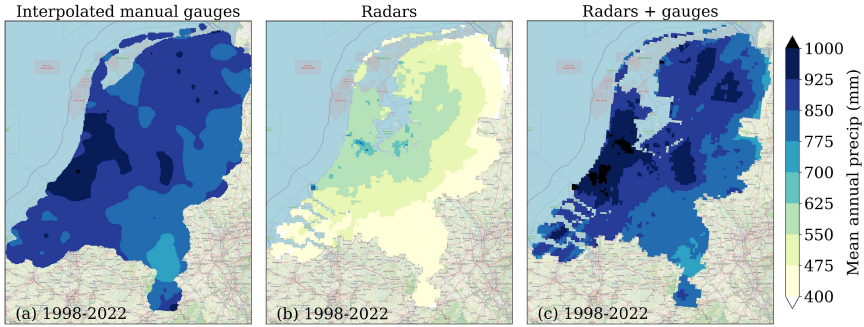 Interpolated manual gauges
Radars
Radars + gauges
(a) 1998-2022
(b) 1998-2022
(c) 1998-2022
1000
925
850
775
700
625
550
475
400
Mean annual precip (mm)